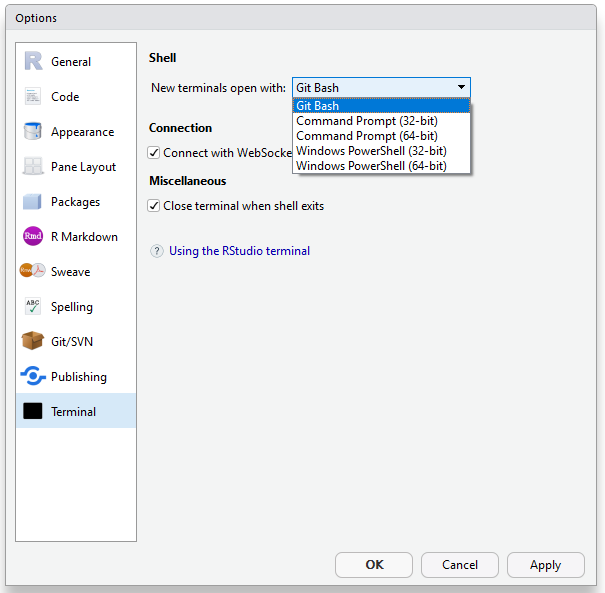 Options
R
General
Code
Appearance
Pane Layout
Packages
Rmd
R Markdown
Sweave
ABC
Spelling
Git/SVN
Publishing
Terminal
Shell
New terminals open with: Git Bash
Git Bash
Command Prompt (32-bit)
Command Prompt (64-bit)
Windows PowerShell (32-bit)
Windows PowerShell (64-bit)
Connection
Connect with WebSocke
Miscellaneous
Close terminal when shell exits
? Using the RStudio terminal
OK
Cancel
Apply